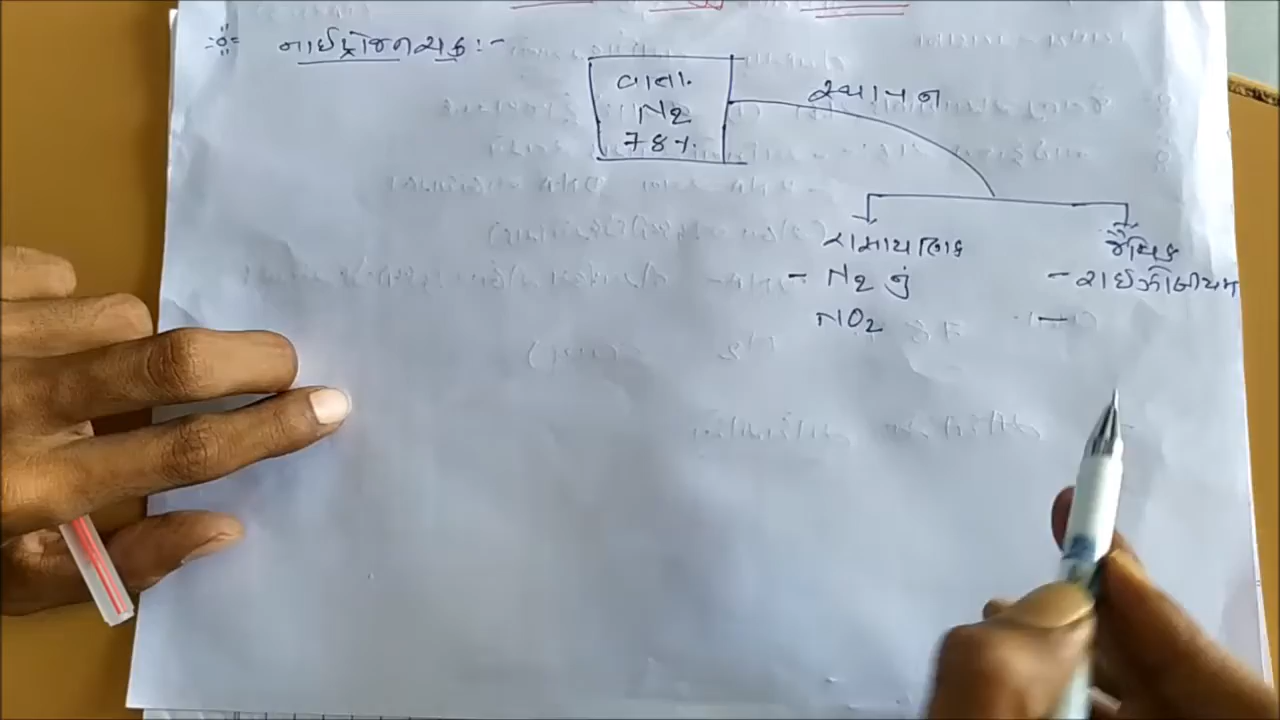 નાઈટ્રોજનચક્ર :-
વાતા.
N2
78%
સ્થાપન
રાસાયણિક
જૈવિક
- N2 નું
- રાઈઝોબીયમ
NO2